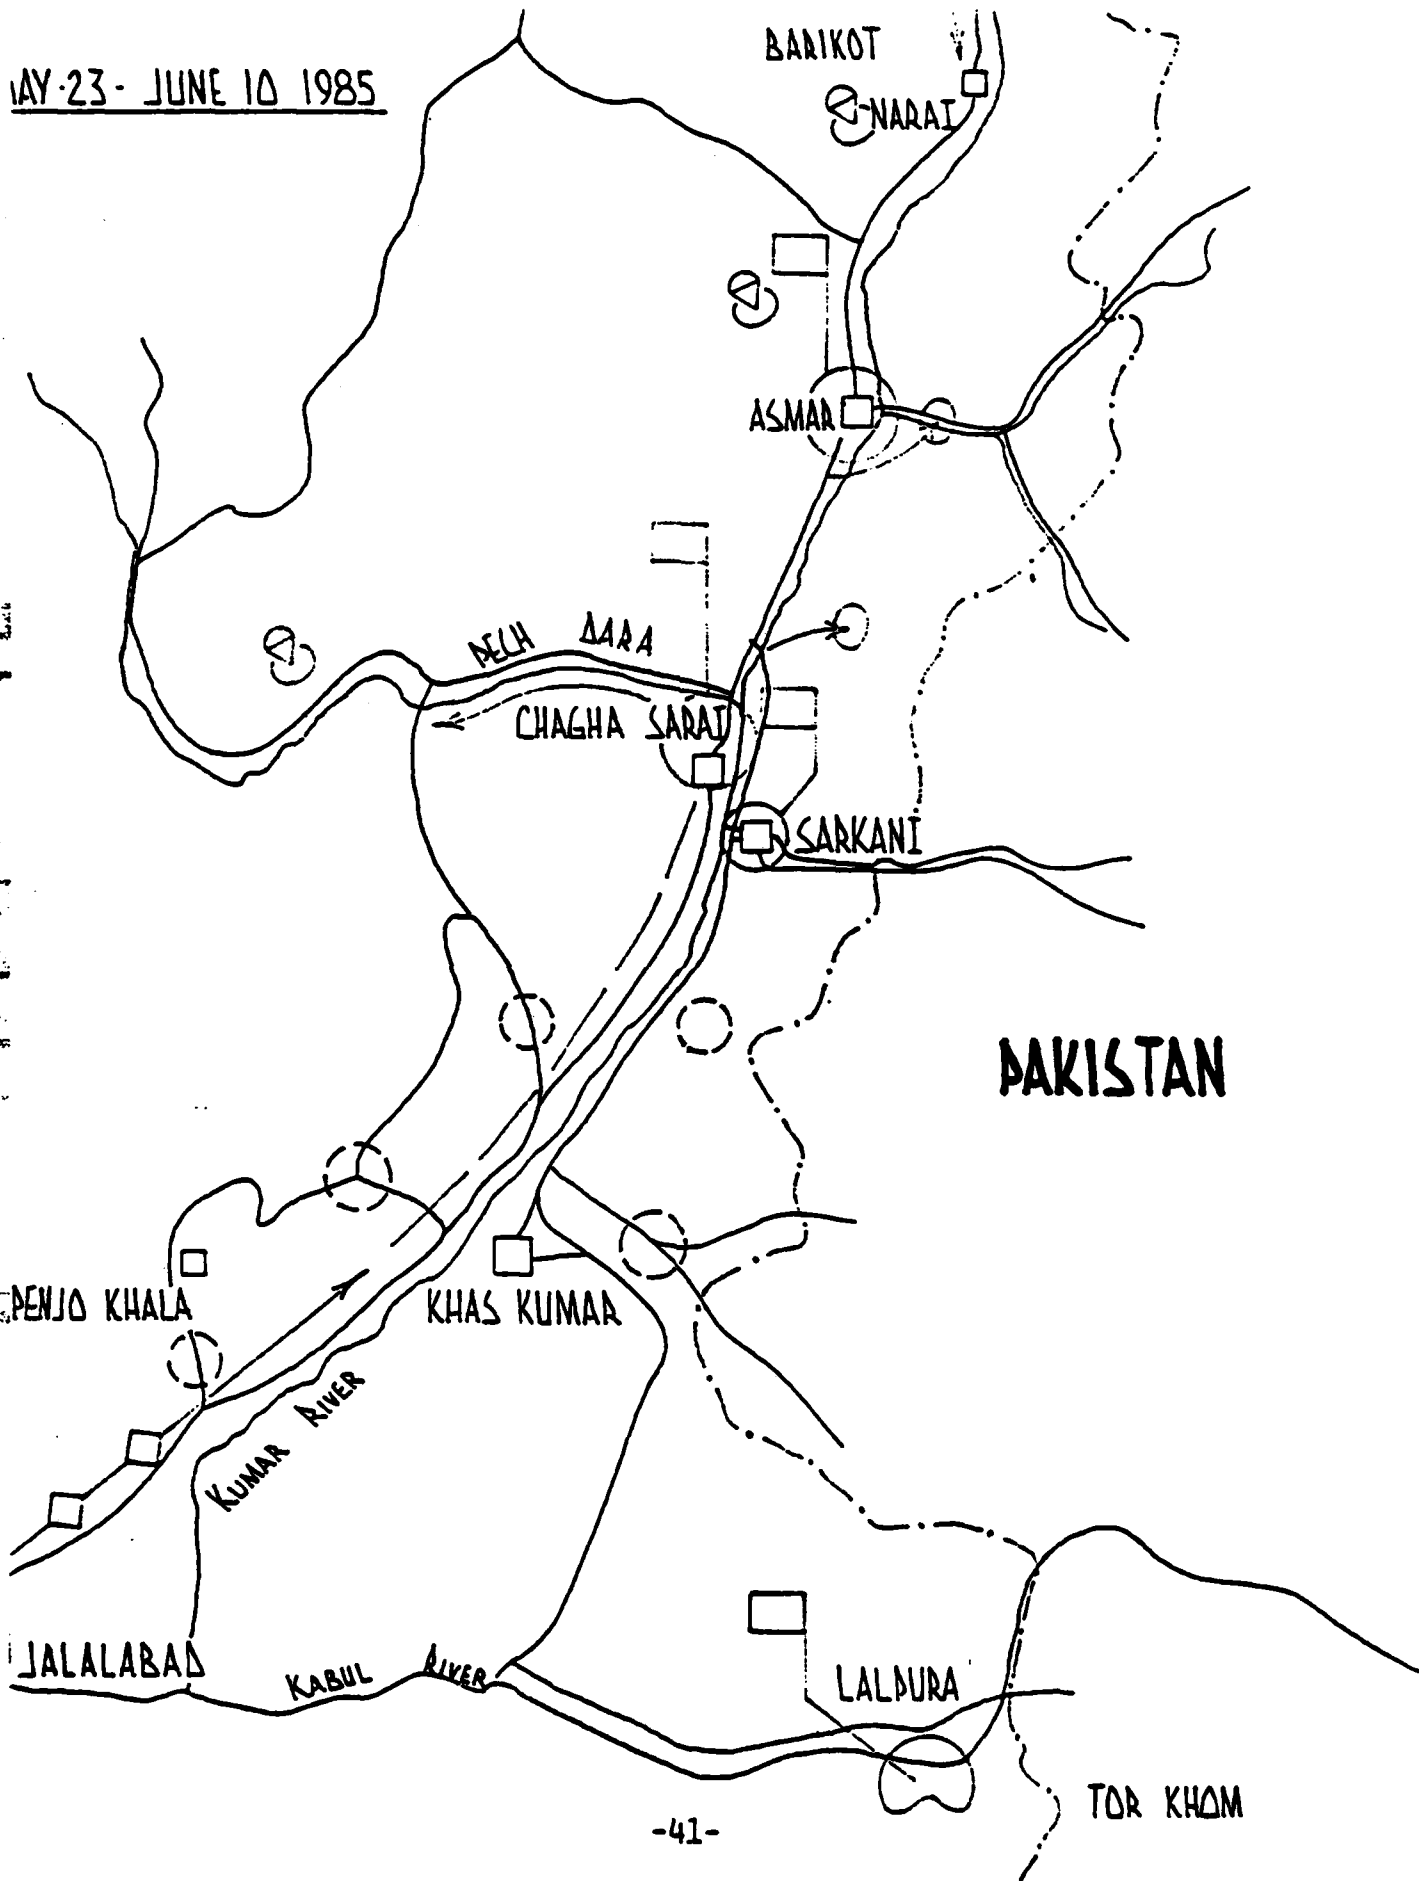 AY·23- JUNE 10 1985
BARIKOT
NARAI
ASMAR
PECH DARA
CHAGHA SARAI
SARKANI
PAKISTAN
PENJO KHALA
KHAS KUMAR
KUMAR RIVER
JALALABAD
KABUL RIVER
LALPURA
TOR KHOM
-41-